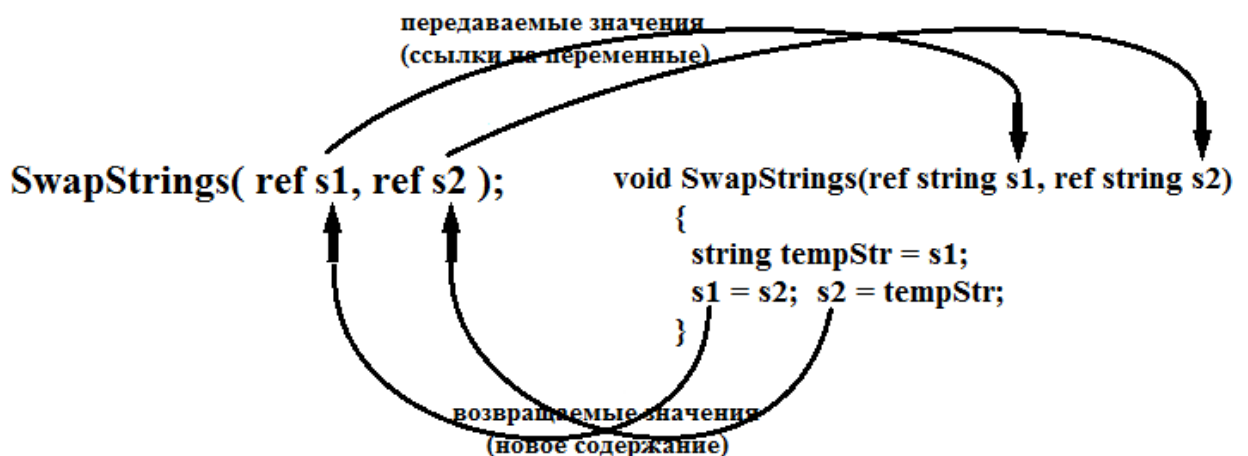 передаваемые значения
(ссылки на переменные)
SwapStrings( ref s1, ref s2 );
void SwapStrings(ref string s1, ref string s2)
{
string tempStr = s1;
s1 = s2; s2 = tempStr;
}
возвращаемые значения
(новое содержание)